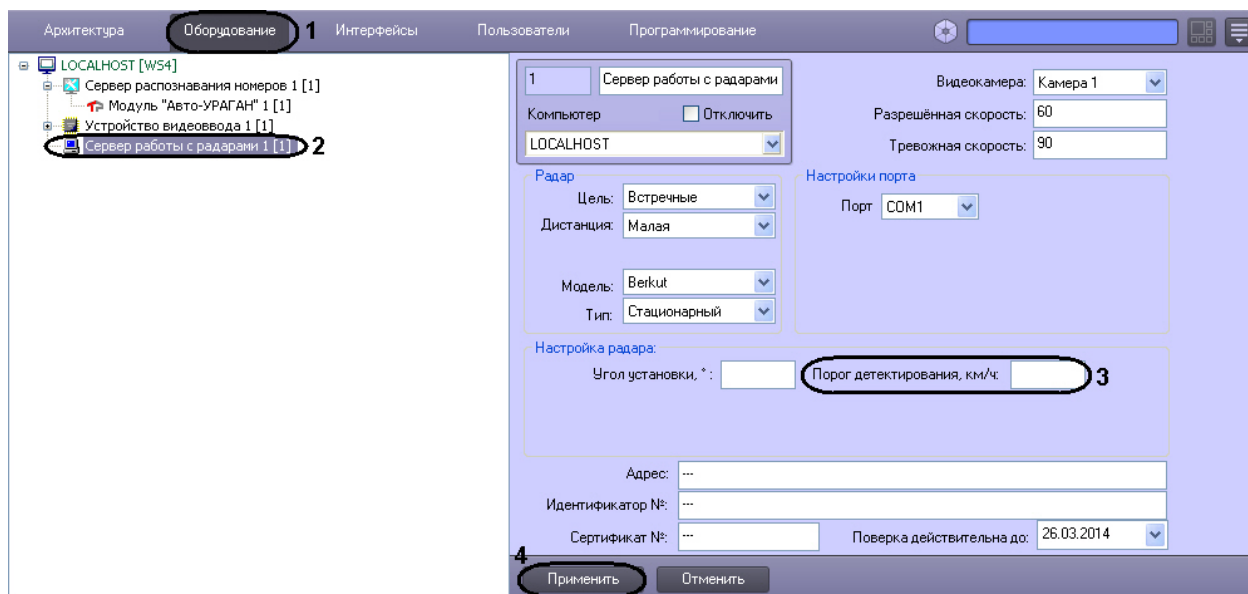 Архитектура Оборудование 1 Интерфейсы Пользователи Программирование
LOCALHOST [WS4]
Сервер распознавания номеров 1 [1]
Модуль "Авто-УРАГАН" 1 [1]
Устройство видеоввода 1 [1]
Сервер работы с радарами 1 [1] 2
1 Сервер работы с радарами
Компьютер Отключить
LOCALHOST
Видеокамера: Камера 1
Разрешённая скорость: 60
Тревожная скорость: 90
Радар
Цель: Встречные
Дистанция: Малая
Модель: Berkut
Тип: Стационарный
Настройки порта
Порт COM1
Настройка радара:
Угол установки, ° : Порог детектирования, км/ч: 3
Адрес: ---
Идентификатор №: ---
Сертификат №: --- Поверка действительна до: 26.03.2014
4
Применить Отменить